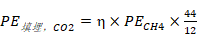 PE填埋，CO2 = η × PECH4 × 44/12